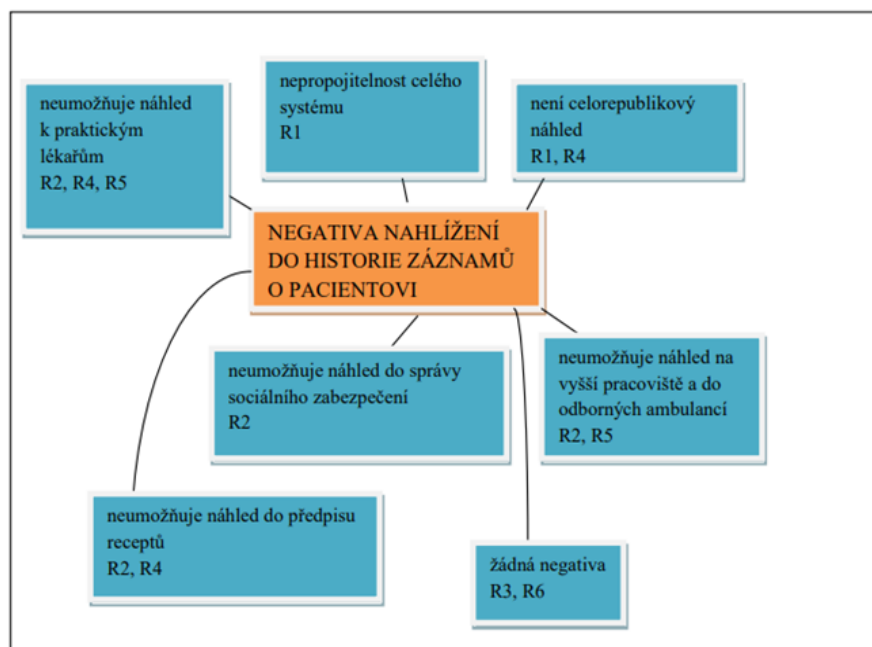 neumožňuje náhled
k praktickým
lékařům
R2, R4, R5
nepropojitelnost celého
systému
R1
není celorepublikový
náhled
R1, R4
NEGATIVA NAHLÍŽENÍ
DO HISTORIE ZÁZNAMŮ
O PACIENTOVI
neumožňuje náhled do správy
sociálního zabezpečení
R2
neumožňuje náhled na
vyšší pracoviště a do
odborných ambulancí
R2, R5
neumožňuje náhled do předpisu
receptů
R2, R4
žádná negativa
R3, R6